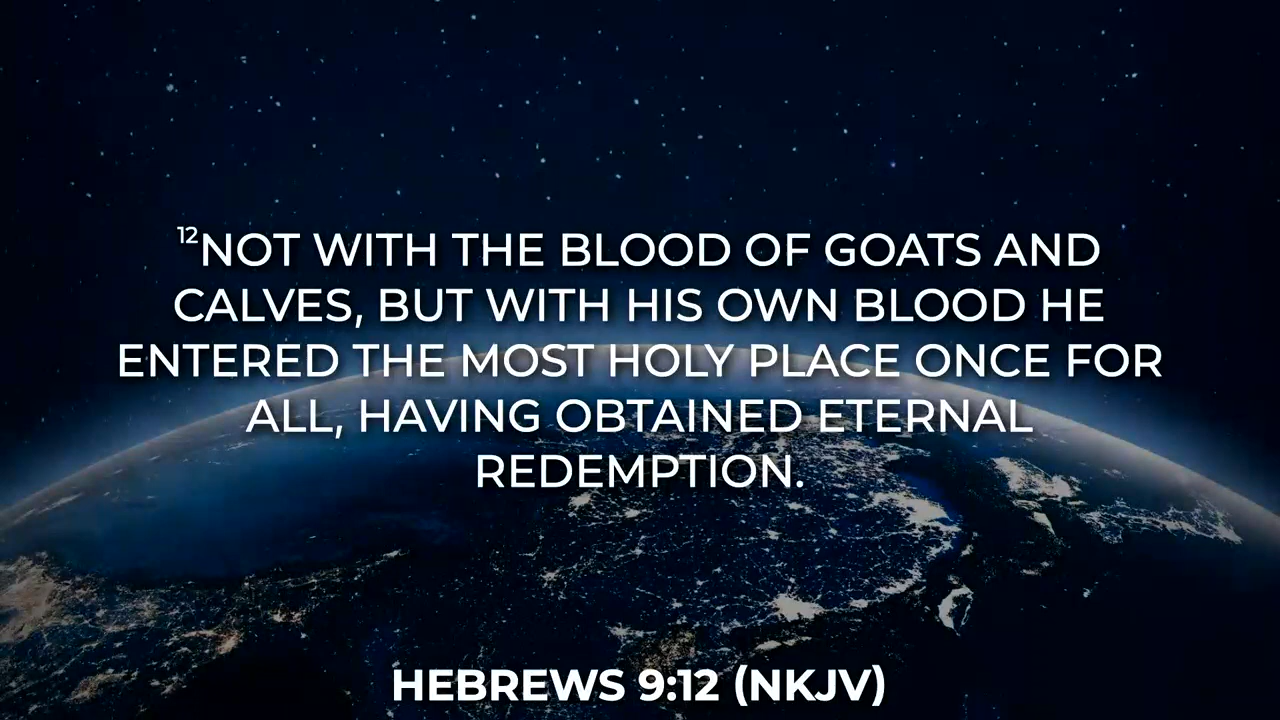 ¹²NOT WITH THE BLOOD OF GOATS AND
CALVES, BUT WITH HIS OWN BLOOD HE
ENTERED THE MOST HOLY PLACE ONCE FOR
ALL, HAVING OBTAINED ETERNAL
REDEMPTION.
HEBREWS 9:12 (NKJV)